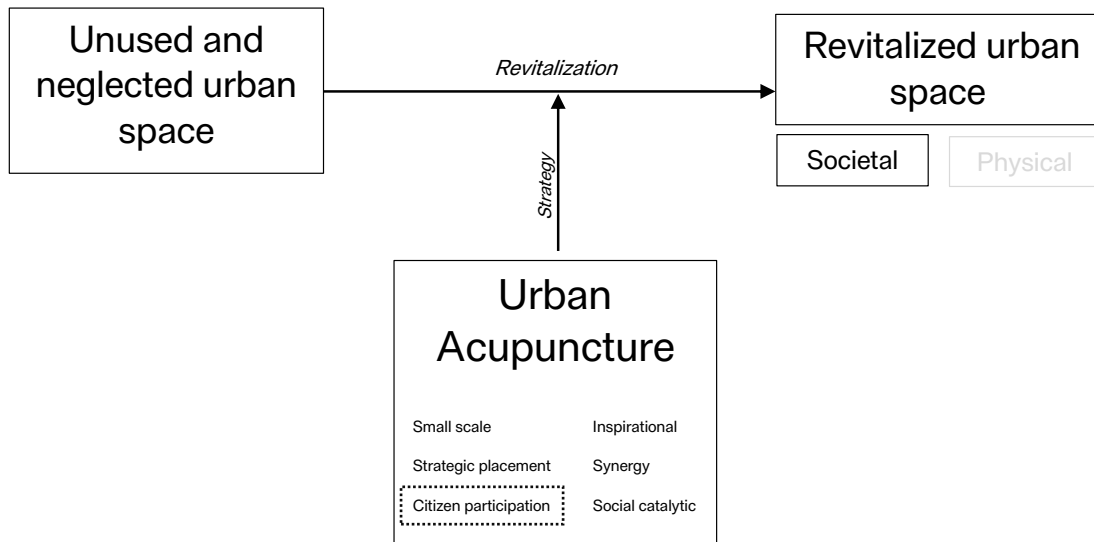 Unused and
neglected urban
space
Revitalization
Revitalized urban
space
Societal
Physical
Strategy
Urban
Acupuncture
Small scale
Inspirational
Strategic placement
Synergy
Citizen participation
Social catalytic